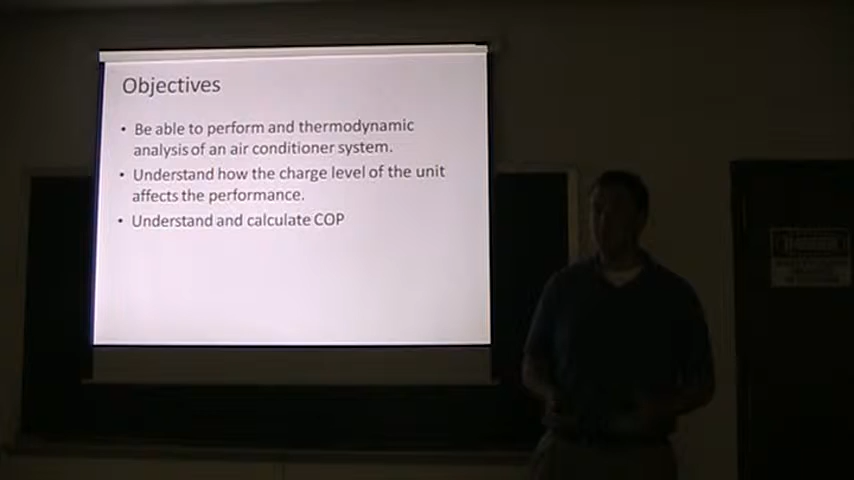 Objectives
• Be able to perform and thermodynamic
analysis of an air conditioner system.
• Understand how the charge level of the unit
affects the performance.
• Understand and calculate COP